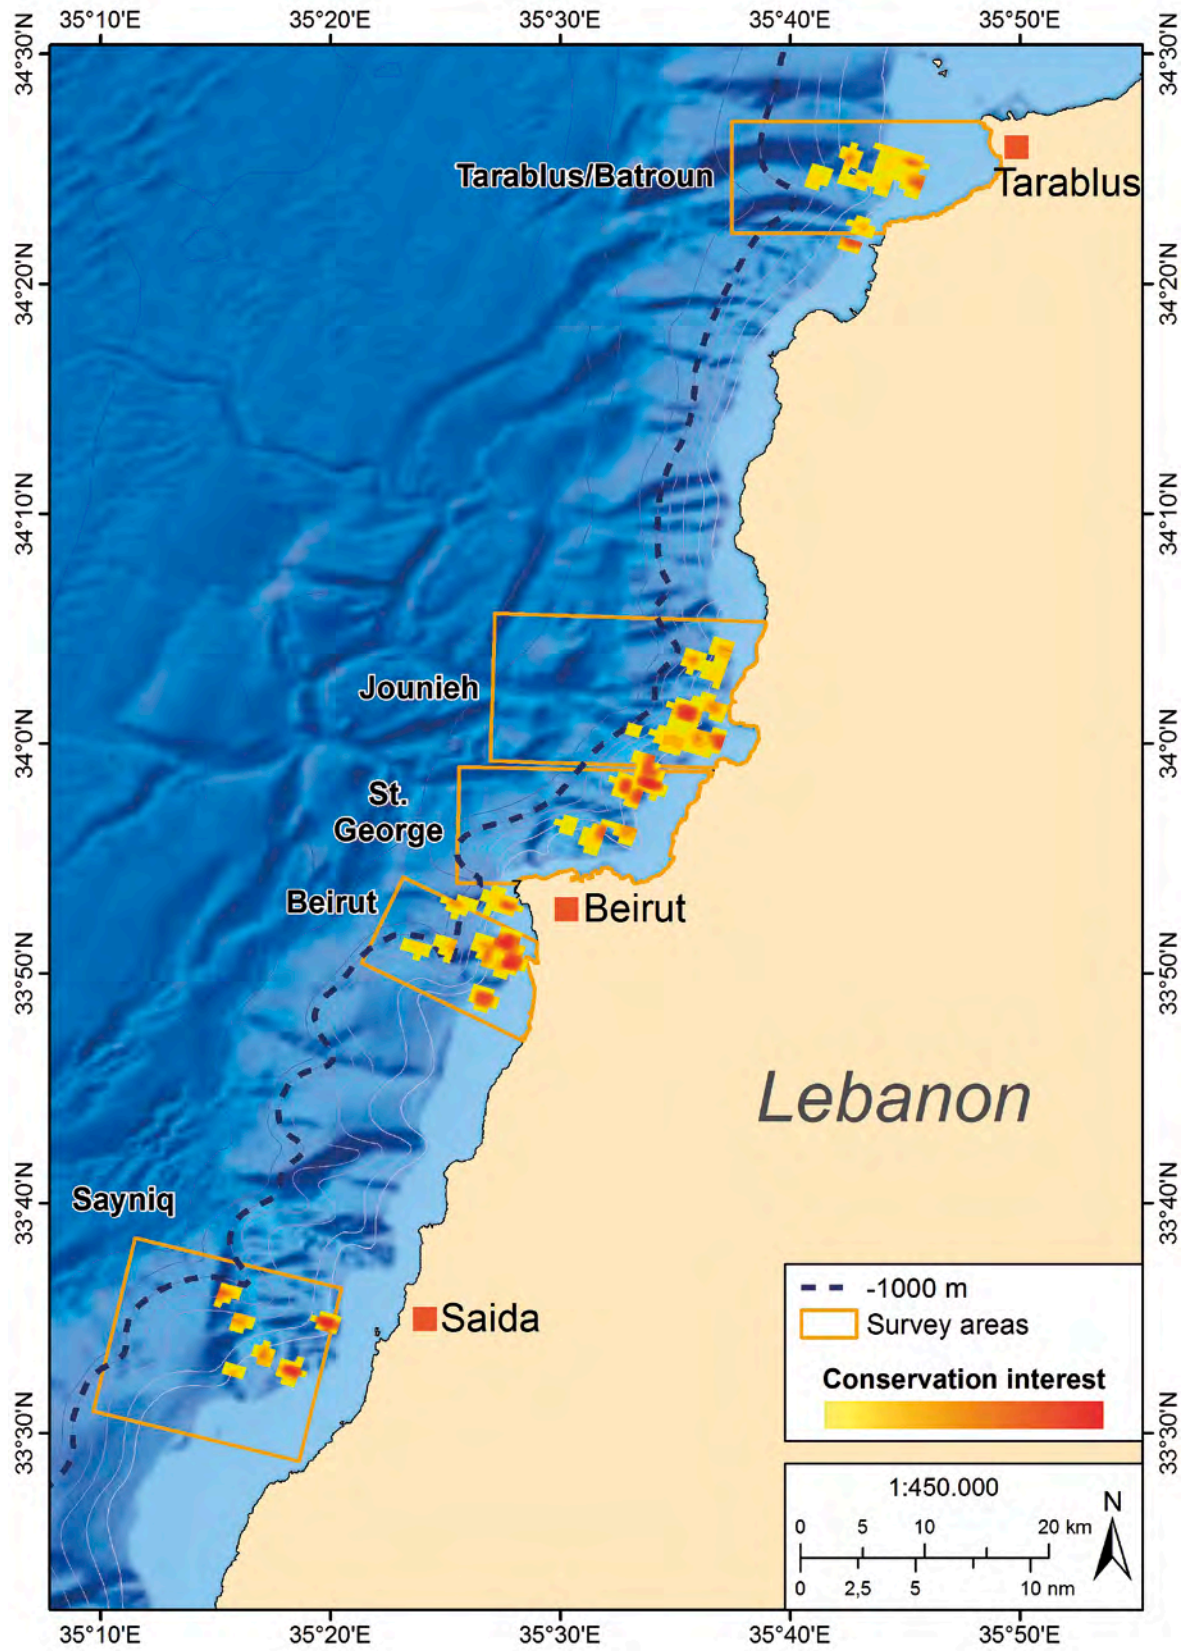 35°10'E 35°20'E 35°30'E 35°40'E 35°50'E
34°30'N 34°30'N
Tarablus/Batroun
Tarablus
34°20'N 34°20'N
34°10'N 34°10'N
Jounieh
34°0'N 34°0'N
St.
George
Beirut
Beirut
33°50'N 33°50'N
Lebanon
Sayniq
33°40'N 33°40'N
Saida
-1000 m
Survey areas
Conservation interest
33°30'N 33°30'N
1:450.000
N
0 5 10 20 km
0 2,5 5 10 nm
35°10'E 35°20'E 35°30'E 35°40'E 35°50'E